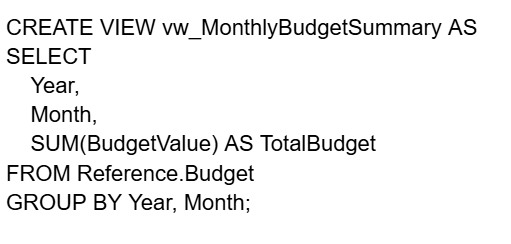 CREATE VIEW vw_MonthlyBudgetSummary AS
SELECT
Year,
Month,
SUM(BudgetValue) AS TotalBudget
FROM Reference.Budget
GROUP BY Year, Month;